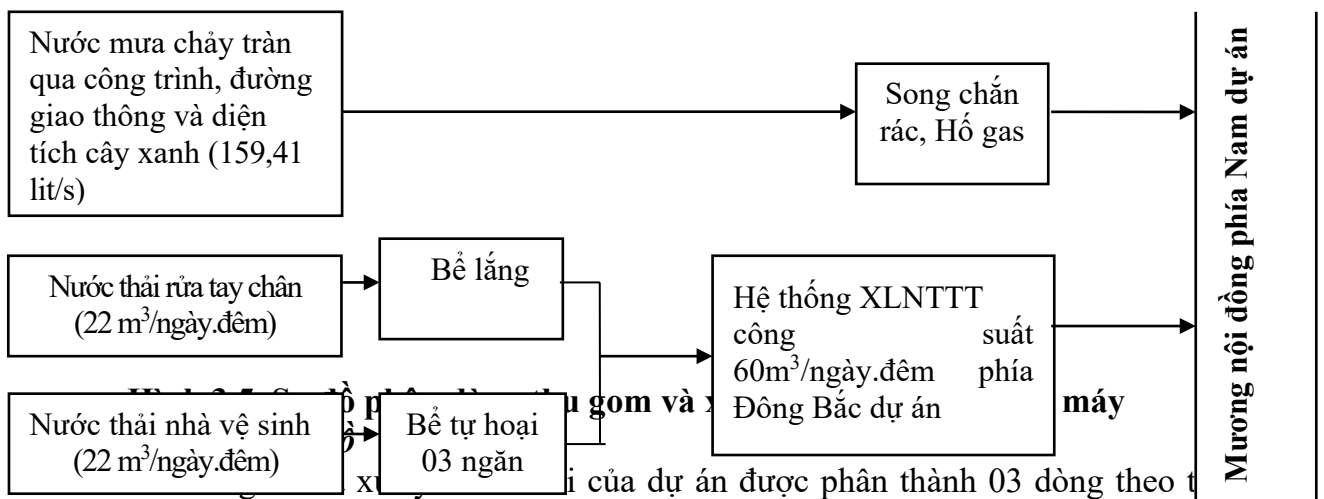 Nước mưa chảy tràn
qua công trình, đường
giao thông và diện
tích cây xanh (159,41
lit/s)
Song chắn
rác, Hố gas
Mương nội đồng phía Nam dự án
Nước thải rửa tay chân
(22 m³/ngày.đêm)
Bể lắng
Hệ thống XLNTTT
công suất
60m³/ngày.đêm phía
Đông Bắc dự án
gom và
máy
Nước thải nhà vệ sinh
(22 m³/ngày.đêm)
Bể tự hoại
03 ngăn
của dự án được phân thành 03 dòng theo